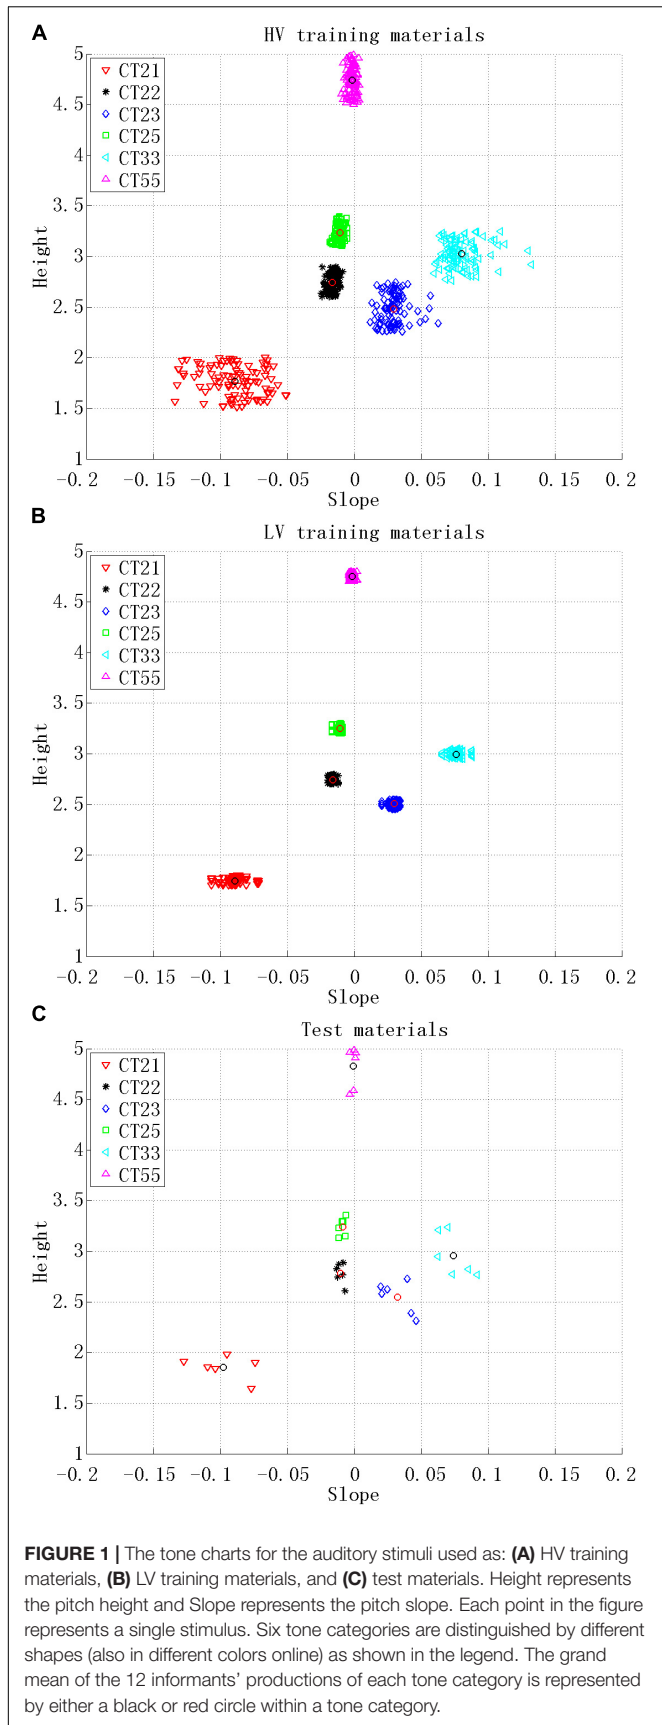 A
HV training materials
CT21
CT22
CT23
CT25
CT33
CT55
5
4.5
4
3.5
3
2.5
2
1.5
1
Height
-0.2 -0.15 -0.1 -0.05 0 0.05 0.1 0.15 0.2
Slope
B
LV training materials
CT21
CT22
CT23
CT25
CT33
CT55
5
4.5
4
3.5
3
2.5
2
1.5
1
Height
-0.2 -0.15 -0.1 -0.05 0 0.05 0.1 0.15 0.2
Slope
C
Test materials
CT21
CT22
CT23
CT25
CT33
CT55
5
4.5
4
3.5
3
2.5
2
1.5
1
Height
-0.2 -0.15 -0.1 -0.05 0 0.05 0.1 0.15 0.2
Slope
FIGURE 1 | The tone charts for the auditory stimuli used as: (A) HV training
materials, (B) LV training materials, and (C) test materials. Height represents
the pitch height and Slope represents the pitch slope. Each point in the figure
represents a single stimulus. Six tone categories are distinguished by different
shapes (also in different colors online) as shown in the legend. The grand
mean of the 12 informants' productions of each tone category is represented
by either a black or red circle within a tone category.